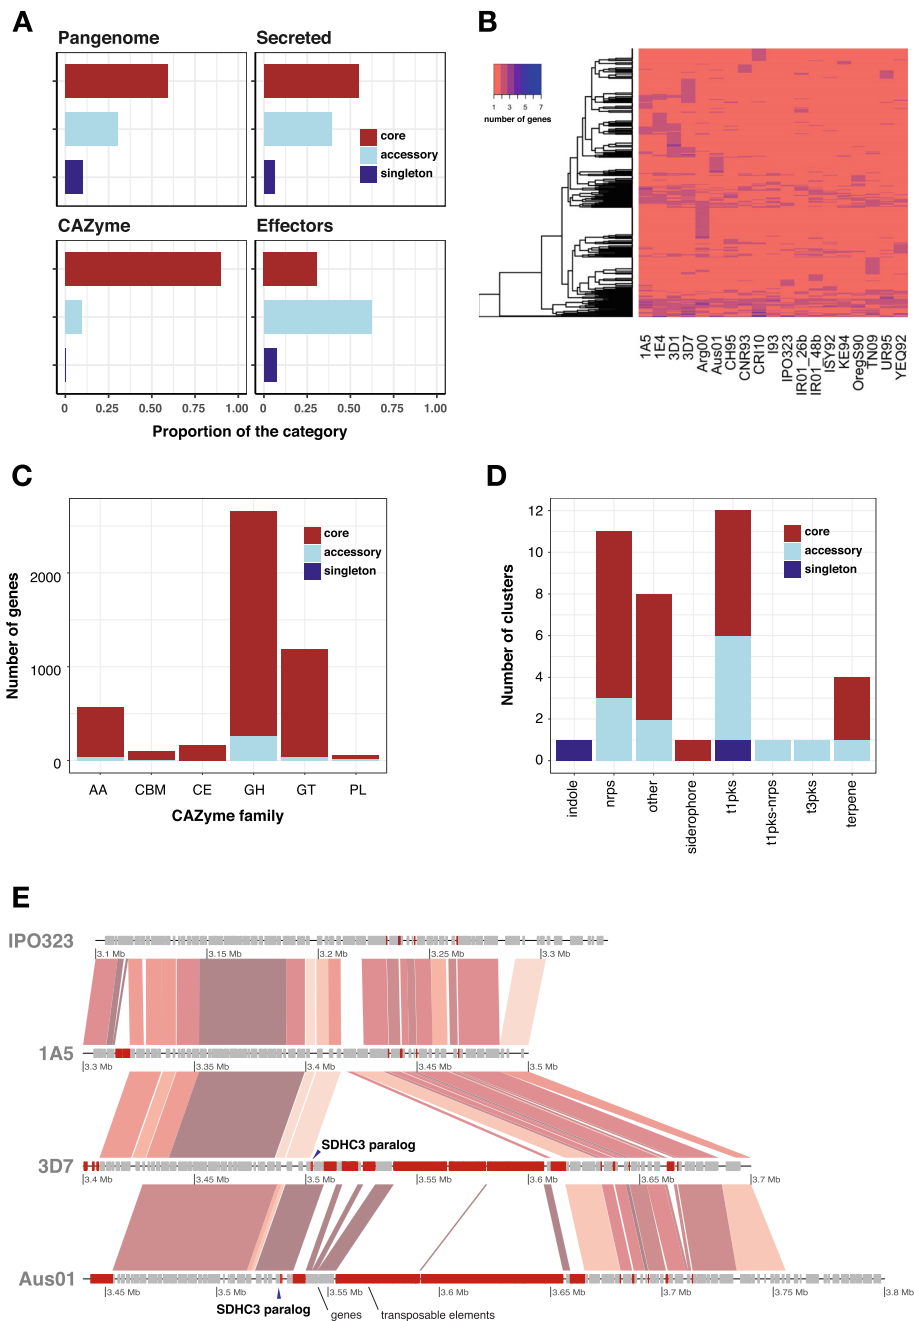 A
Pangenome
Secreted
core
accessory
singleton
CAZyme
Effectors
0 0.25 0.50 0.75 1.00
0 0.25 0.50 0.75 1.00
Proportion of the category
B
1 3 5 7
number of genes
1A5
1E4
3D1
3D7
Arg00
Aus01
CH95
CNR93
CRI10
I93
IPO323
IR01_26b
IR01_48b
ISY92
KE94
OregS90
TN09
UR95
YEQ92
C
Number of genes
2000
1000
0
core
accessory
singleton
AA CBM CE GH GT PL
CAZyme family
D
Number of clusters
12
10
8
6
4
2
0
core
accessory
singleton
indole
nrps
other
siderophore
t1pks
t1pks-nrps
t3pks
terpene
E
IPO323
3.1 Mb 3.15 Mb 3.2 Mb 3.25 Mb 3.3 Mb
1A5
3.3 Mb 3.35 Mb 3.4 Mb 3.45 Mb 3.5 Mb
SDHC3 paralog
3D7
3.4 Mb 3.45 Mb 3.5 Mb 3.55 Mb 3.6 Mb 3.65 Mb 3.7 Mb
Aus01
3.45 Mb 3.5 Mb 3.55 Mb 3.6 Mb 3.65 Mb 3.7 Mb 3.75 Mb 3.8 Mb
SDHC3 paralog
genes
transposable elements